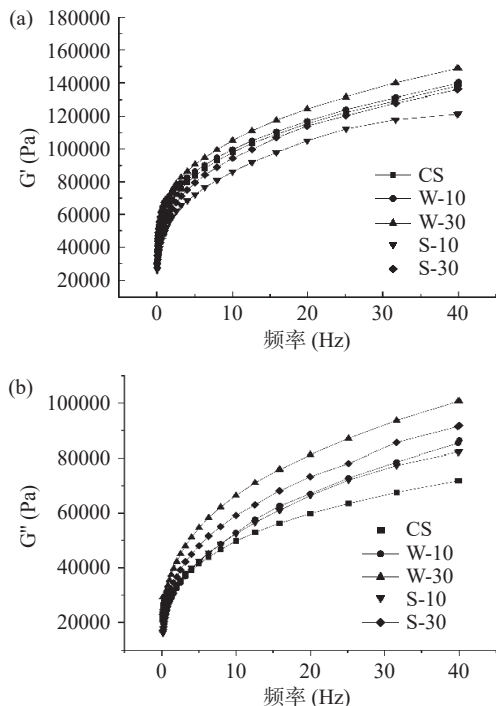 (a)
180000
160000
140000
120000
100000
80000
60000
40000
20000
G' (Pa)
CS
W-10
W-30
S-10
S-30
0 10 20 30 40
频率 (Hz)
(b)
100000
80000
60000
40000
20000
G'' (Pa)
CS
W-10
W-30
S-10
S-30
0 10 20 30 40
频率 (Hz)